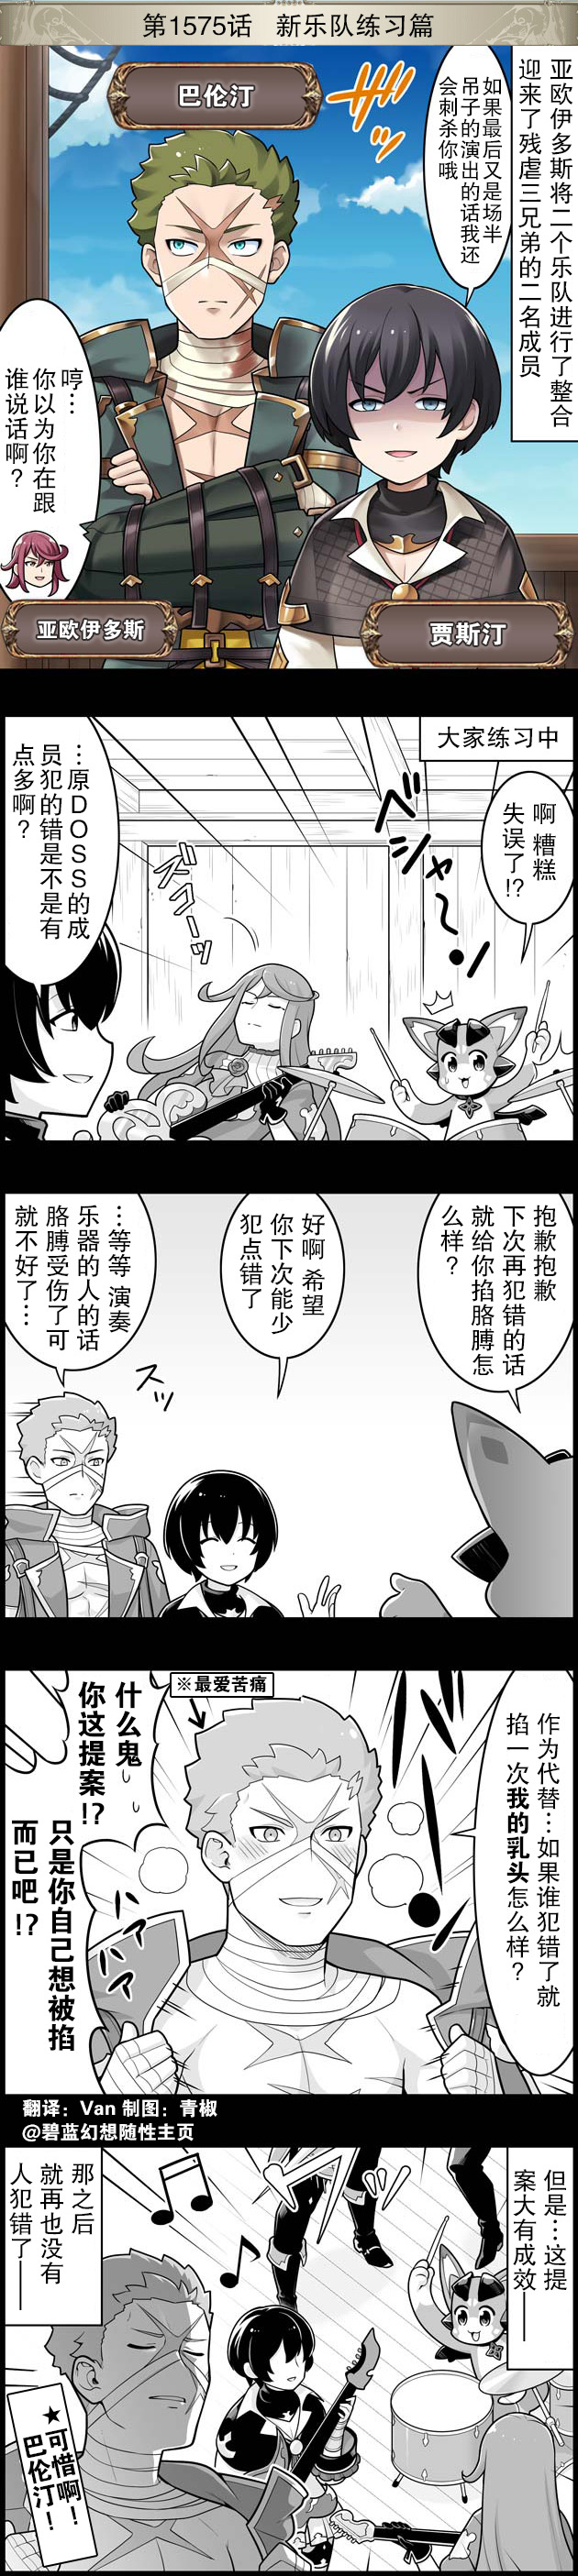 第1575话 新乐队练习篇
亚欧伊多斯将二个乐队进行了整合
迎来了残虐三兄弟的二名成员
巴伦汀
如果最后又是场半
吊子的演出的话我还
会刺杀你哦
哼…
你以为你在跟
谁说话啊?
亚欧伊多斯
贾斯汀
大家练习中
啊 糟糕
失误了!?
ベシャ〜ン
ズズズーッ
…原DOSS的成
员犯的错是不是有
点多啊?
抱歉抱歉
下次再犯错的话
就给你掐胳膊怎
么样?
好啊 希望
你下次能少
犯点错了
…等等 演奏
乐器的人的话
胳膊受伤了可
就不好了…
スッ
作为代替…如果谁犯错了就
掐一次我的乳头怎么样?
※最爱苦痛
什么鬼
你这提案!?
只是你自己想被掐
而已吧!?
翻译：Van 制图：青椒
@碧蓝幻想随性主页
但是…这提
案大有成效——
那之后
就再也没有
人犯错了——
★可惜啊!
巴伦汀!